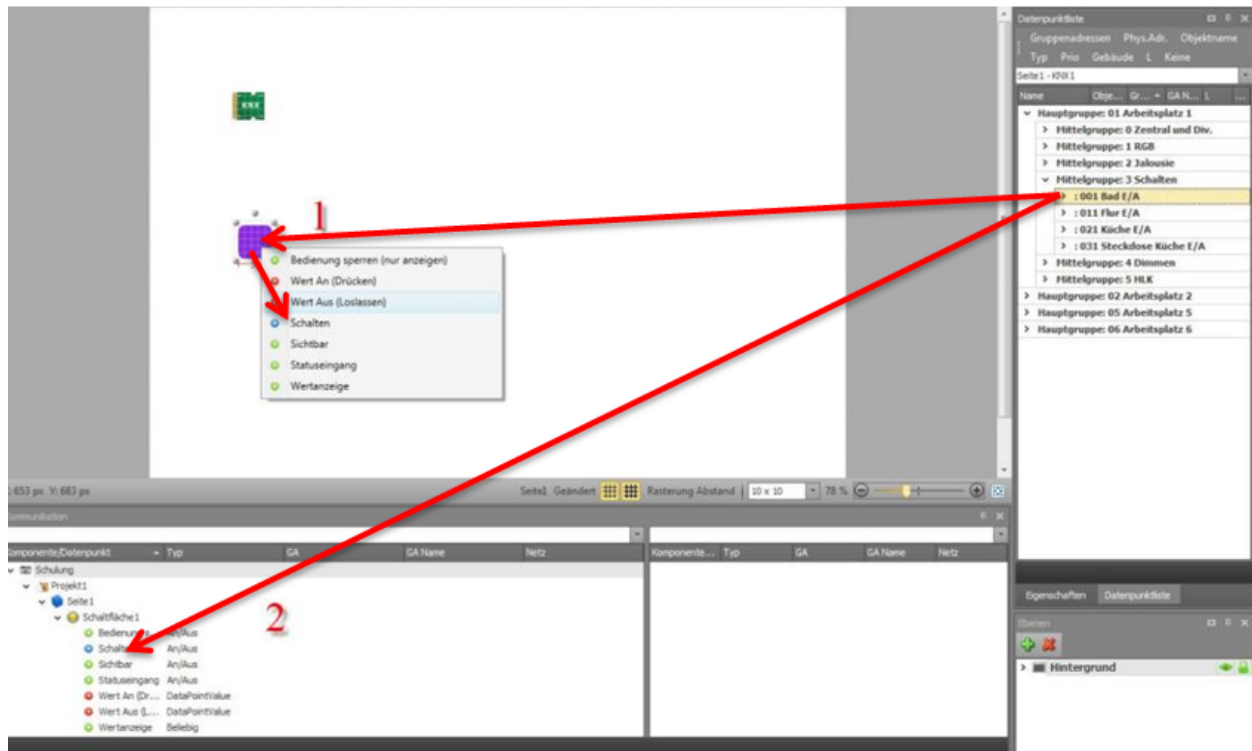 KNX
1
Bedienung sperren (nur anzeigen)
Wert An (Drücken)
Wert Aus (Loslassen)
Schalten
Sichtbar
Statuseingang
Wertanzeige
653 px Y: 683 px
Seite1 Geändert
Rasterung Abstand
10 x 10
78 %
Datenpunktliste
Gruppenadressen Phys.Adr. Objektname
Typ Prio Gebäude L Keine
Seite1 - KNX1
Name Obje... Gr... GA N... L ...
Hauptgruppe: 01 Arbeitsplatz 1
Mittelgruppe: 0 Zentral und Div.
Mittelgruppe: 1 RGB
Mittelgruppe: 2 Jalousie
Mittelgruppe: 3 Schalten
: 001 Bad E/A
: 011 Flur E/A
: 021 Küche E/A
: 031 Steckdose Küche E/A
Mittelgruppe: 4 Dimmen
Mittelgruppe: 5 HLK
Hauptgruppe: 02 Arbeitsplatz 2
Hauptgruppe: 05 Arbeitsplatz 5
Hauptgruppe: 06 Arbeitsplatz 6
Eigenschaften Datenpunktliste
Ebenen
Hintergrund
Komponente/Datenpunkt Typ GA GA Name Netz
Schulung
Projekt1
Seite1
Schaltfläche1
2
An/Aus
An/Aus
Sichtbar An/Aus
Statuseingang An/Aus
Wert An (Dr... DataPointValue
Wert Aus (L... DataPointValue
Wertanzeige Beliebig
Komponente... Typ GA GA Name Netz